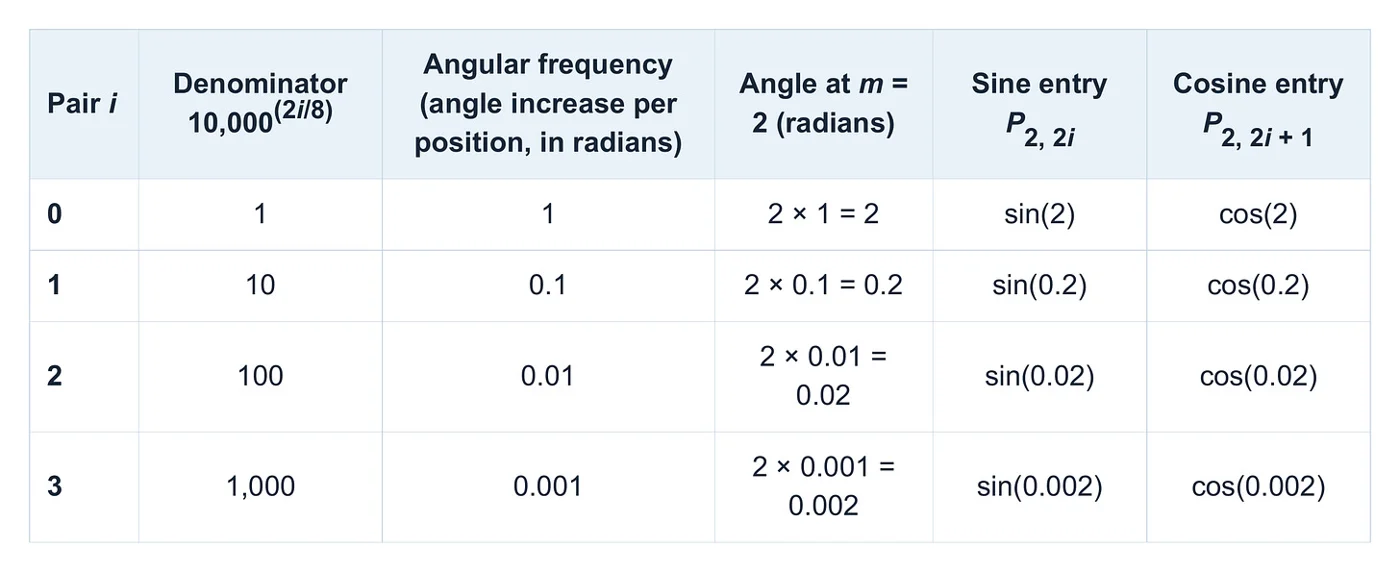 Pair i
Denominator
10,000(2i/8)
Angular frequency
(angle increase per
position, in radians)
Angle at m =
2 (radians)
Sine entry
P2, 2i
Cosine entry
P2, 2i + 1
0
1
1
2 × 1 = 2
sin(2)
cos(2)
1
10
0.1
2 × 0.1 = 0.2
sin(0.2)
cos(0.2)
2
100
0.01
2 × 0.01 =
0.02
sin(0.02)
cos(0.02)
3
1,000
0.001
2 × 0.001 =
0.002
sin(0.002)
cos(0.002)